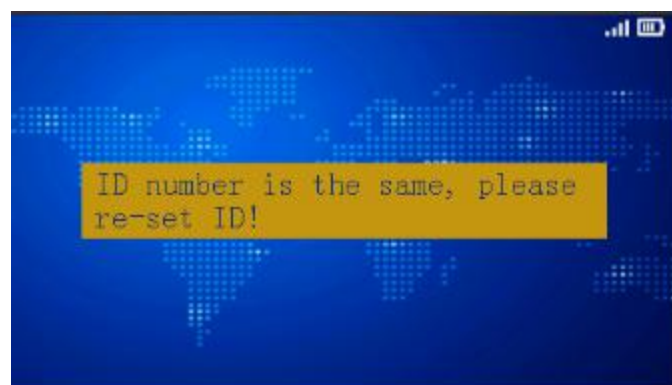 ID number is the same, please
re-set ID!